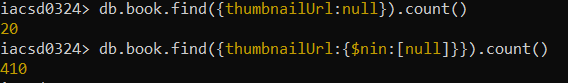 iacsd0324> db.book.find({thumbnailUrl:null}).count()
20
iacsd0324> db.book.find({thumbnailUrl:{$nin:[null]}}).count()
410